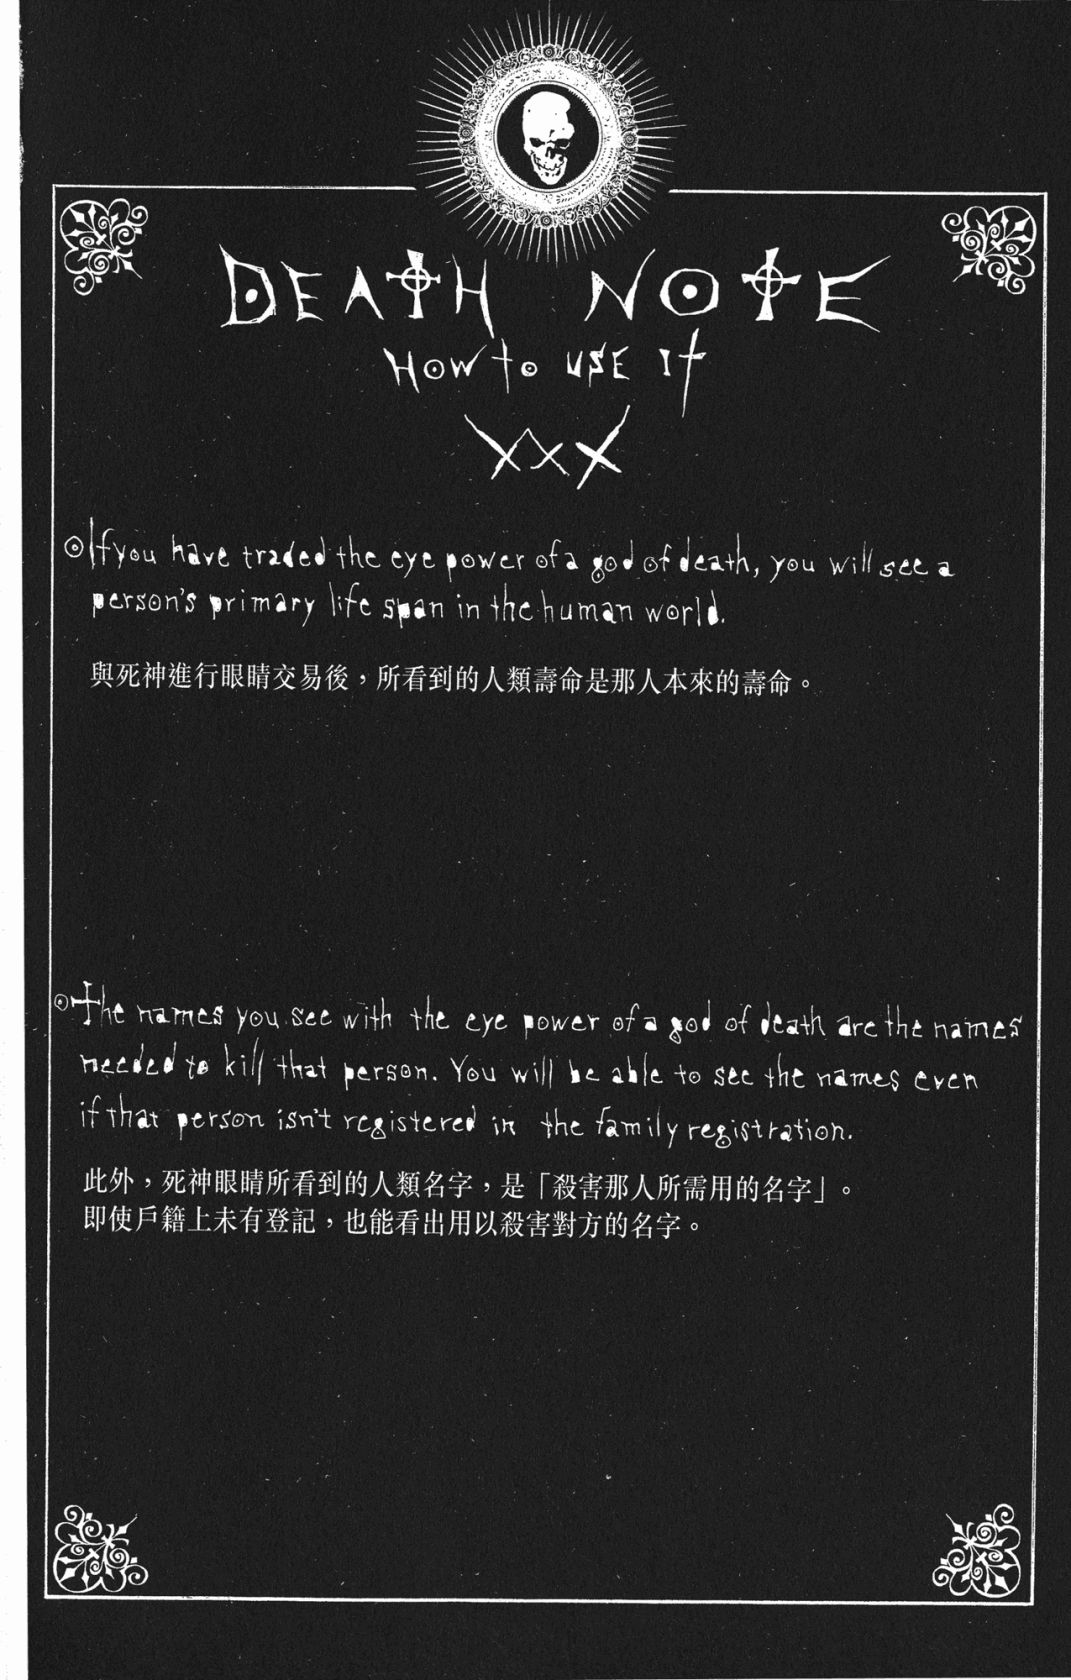 DEATH NOTE
HOW to USE It
XXX
If you have traded the eye power of a god of death, you will see a
person's primary life span in the human world.
與死神進行眼睛交易後，所看到的人類壽命是那人本來的壽命。
The names you see with the eye power of a god of death are the names
needed to kill that person. You will be able to see the names even
if that person isn't registered in the family registration.
此外，死神眼睛所看到的人類名字，是「殺害那人所需用的名字」。
即使戶籍上未有登記，也能看出用以殺害對方的名字。